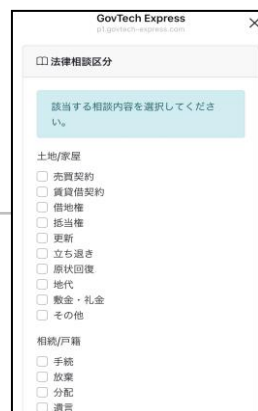 GovTech Express
p1.govtech-express.com
法律相談区分
該当する相談内容を選択してくださ
い。
土地/家屋
売買契約
賃貸借契約
借地権
抵当権
更新
立ち退き
原状回復
地代
敷金・礼金
その他
相続/戸籍
手続
放棄
分配
遺言